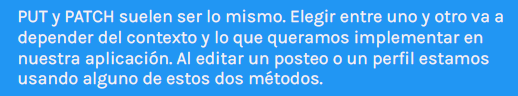 PUT y PATCH suelen ser lo mismo. Elegir entre uno y otro va a
depender del contexto y lo que queramos implementar en
nuestra aplicación. Al editar un posteo o un perfil estamos
usando alguno de estos dos métodos.